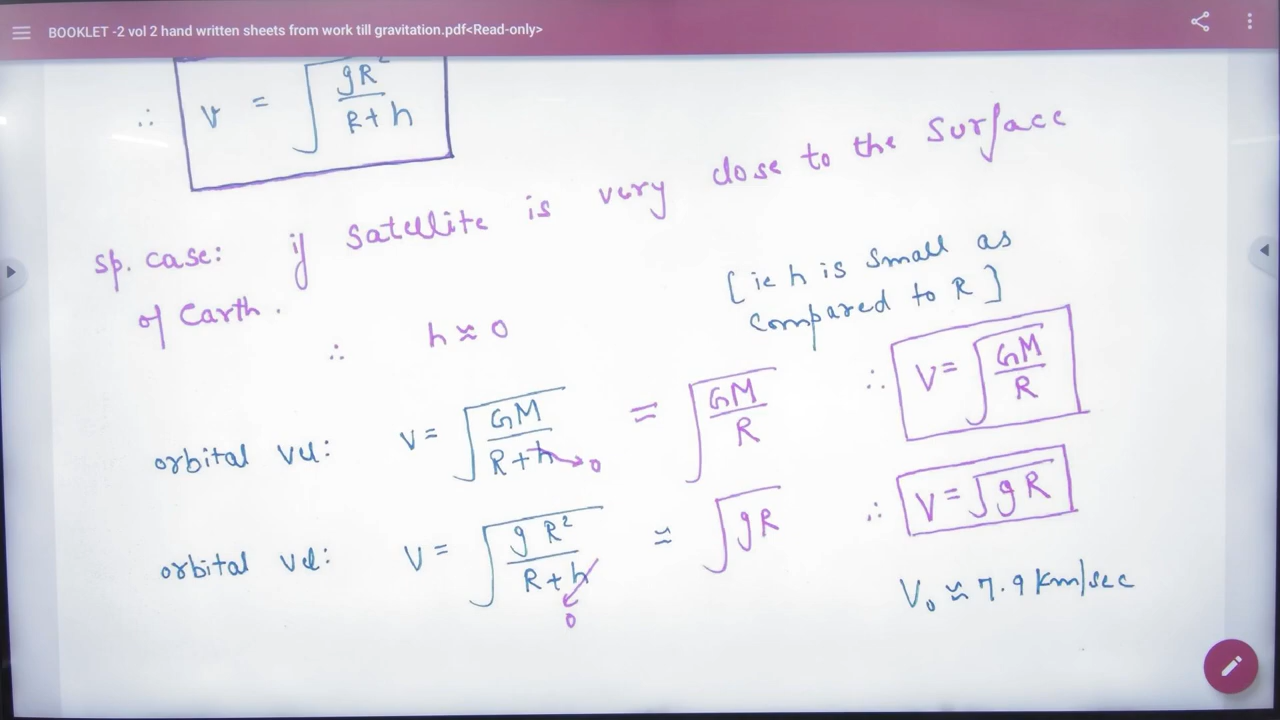 BOOKLET -2 vol 2 hand written sheets from work till gravitation.pdf<Read-only>
∴ v = √(gR²/(R+h))
sp. case: if satellite is very close to the surface
of Earth.
[ie h is small as
compared to R]
∴ h ≈ 0
orbital vel: V = √(GM/(R+h→0)) = √(GM/R) ∴ V = √(GM/R)
orbital vel: V = √(gR²/(R+h→0)) ≈ √gR ∴ V = √gR
V₀ ≈ 7.9 km/sec